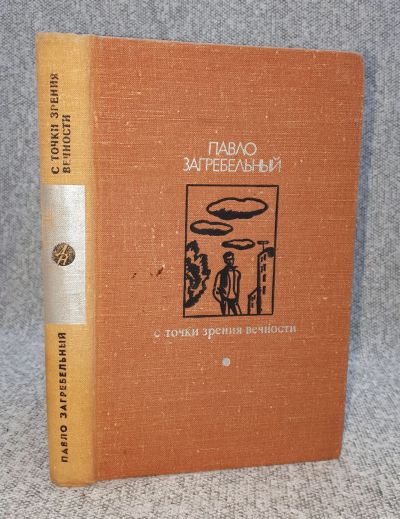 С ТОЧКИ ЗРЕНИЯ
ВЕЧНОСТИ
ПАВЛО ЗАГРЕБЕЛЬНЫЙ
ПАВЛО
ЗАГРЕБЕЛЬНЫЙ
с точки зрения вечности